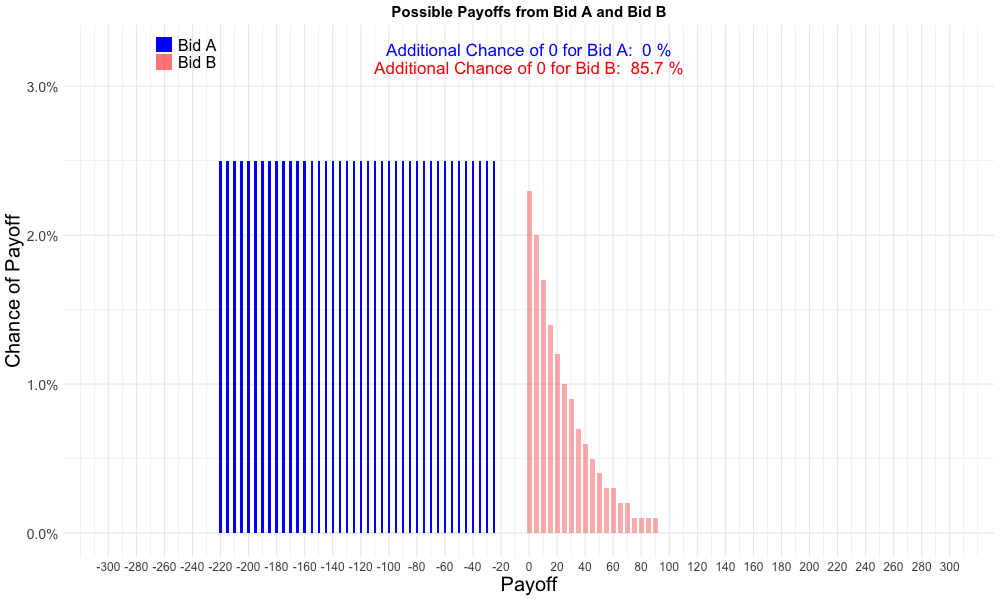 Possible Payoffs from Bid A and Bid B
Bid A
Bid B
Additional Chance of 0 for Bid A:  0 %
Additional Chance of 0 for Bid B:  85.7 %
Chance of Payoff
3.0%
2.0%
1.0%
0.0%
-300 -280 -260 -240 -220 -200 -180 -160 -140 -120 -100 -80 -60 -40 -20 0 20 40 60 80 100 120 140 160 180 200 220 240 260 280 300
Payoff